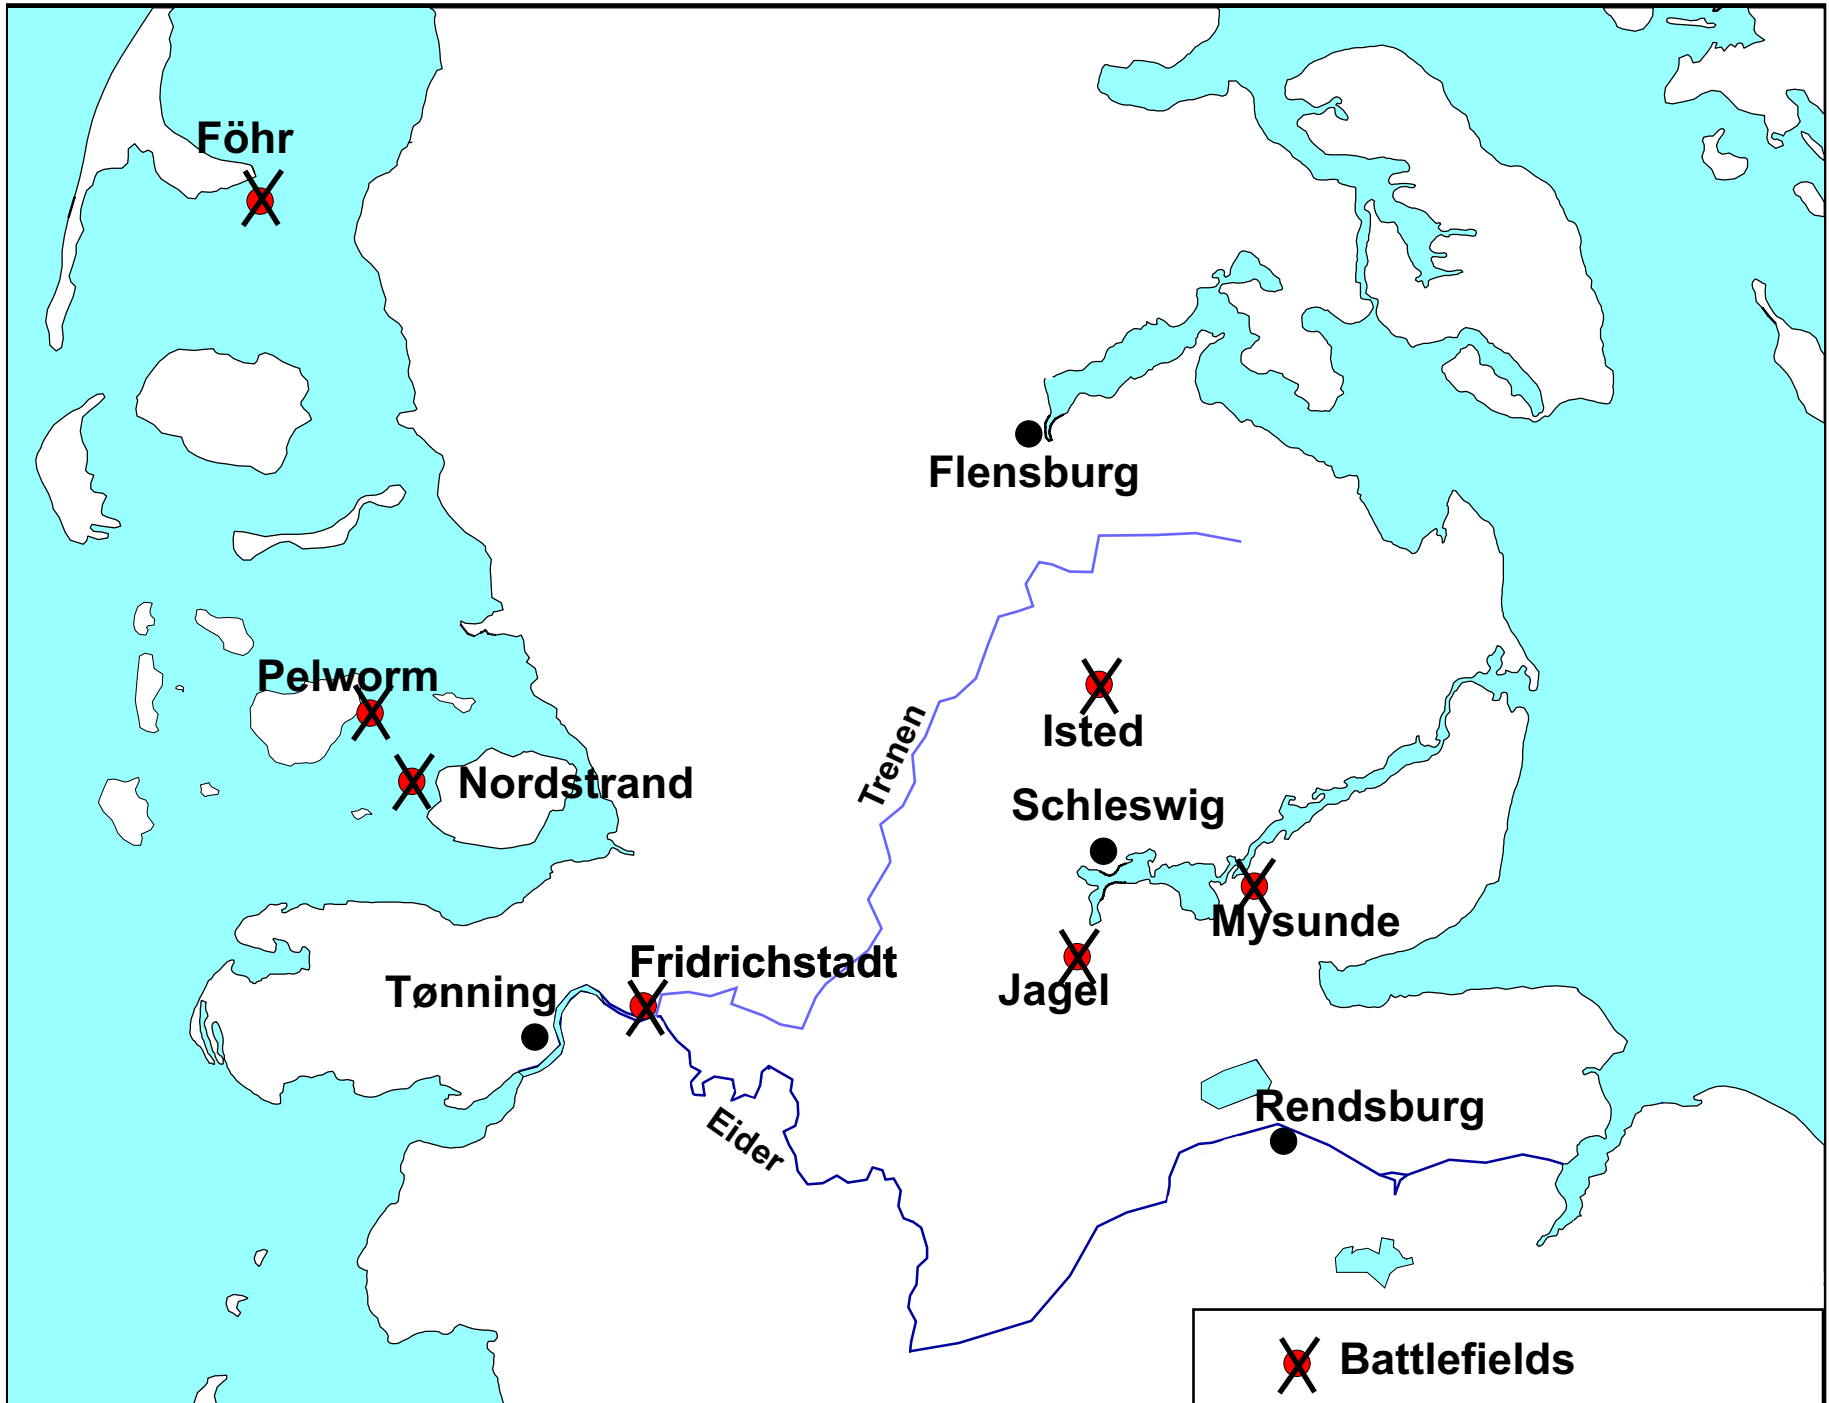 Föhr
Flensburg
Pelworm
Nordstrand
Trenen
Isted
Schleswig
Mysunde
Fridrichstadt
Tønning
Jagel
Rendsburg
Eider
Battlefields